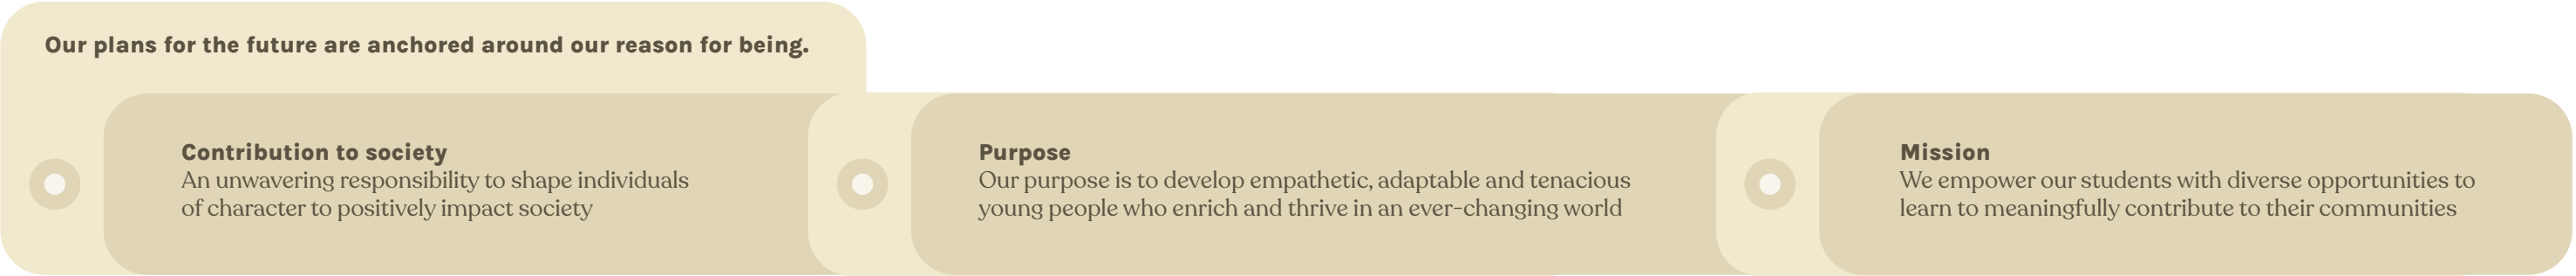 Our plans for the future are anchored around our reason for being.
Contribution to society
An unwavering responsibility to shape individuals
of character to positively impact society
Purpose
Our purpose is to develop empathetic, adaptable and tenacious
young people who enrich and thrive in an ever-changing world
Mission
We empower our students with diverse opportunities to
learn to meaningfully contribute to their communities